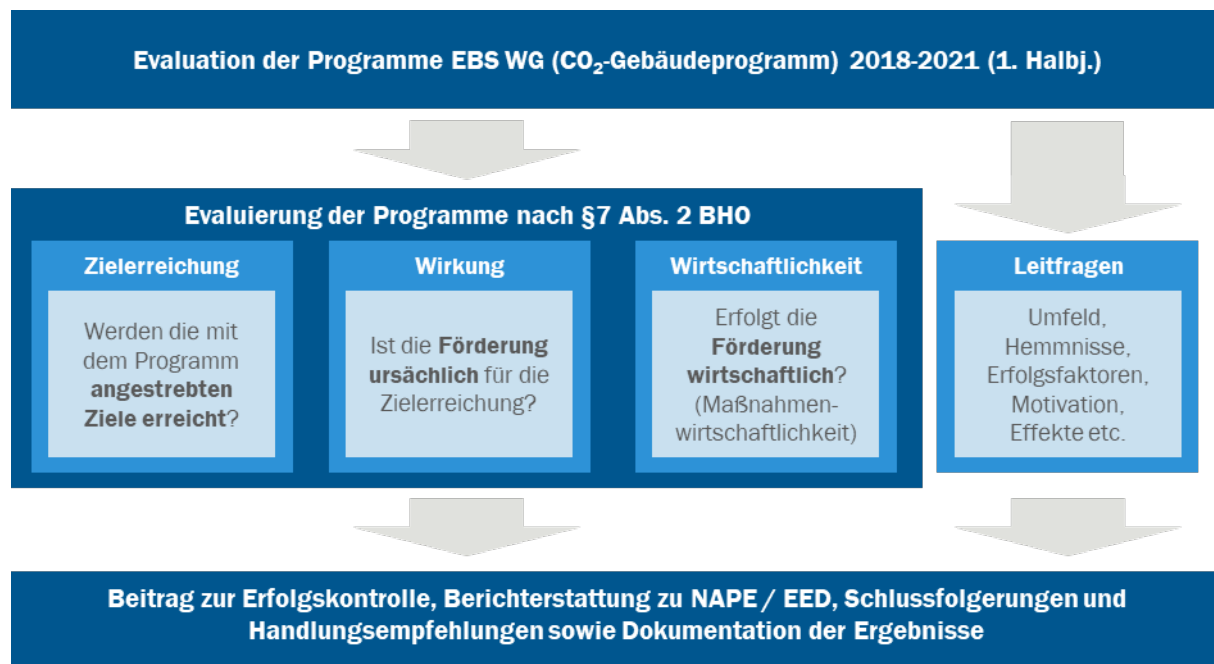 Evaluation der Programme EBS WG (CO₂-Gebäudeprogramm) 2018-2021 (1. Halbj.)
Evaluierung der Programme nach §7 Abs. 2 BHO
Zielerreichung
Werden die mit
dem Programm
angestrebten
Ziele erreicht?
Wirkung
Ist die Förderung
ursächlich für die
Zielerreichung?
Wirtschaftlichkeit
Erfolgt die
Förderung
wirtschaftlich?
(Maßnahmen-
wirtschaftlichkeit)
Leitfragen
Umfeld,
Hemmnisse,
Erfolgsfaktoren,
Motivation,
Effekte etc.
Beitrag zur Erfolgskontrolle, Berichterstattung zu NAPE / EED, Schlussfolgerungen und
Handlungsempfehlungen sowie Dokumentation der Ergebnisse